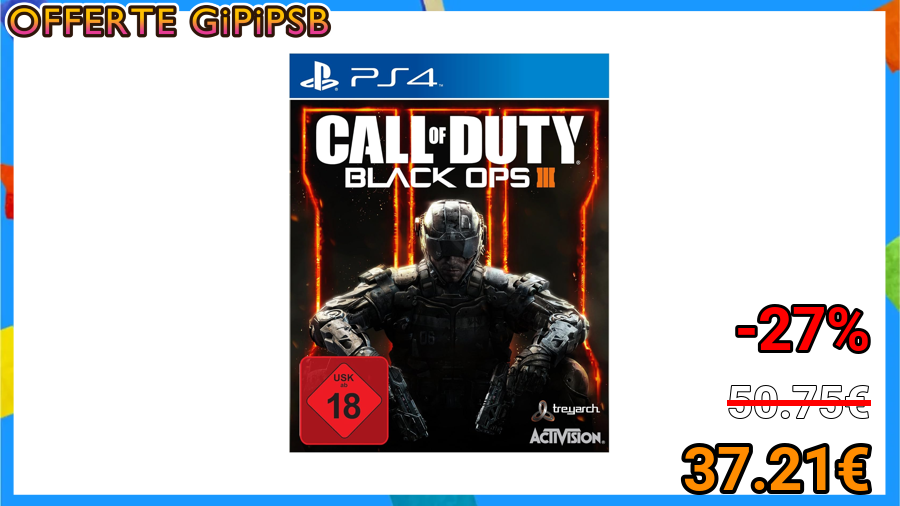 OFFERTE GiPiPSB
PS4
CALL OF DUTY
BLACK OPS III
USK
ab
18
treyarch
ACTIVISION
-27%
50.75€
37.21€